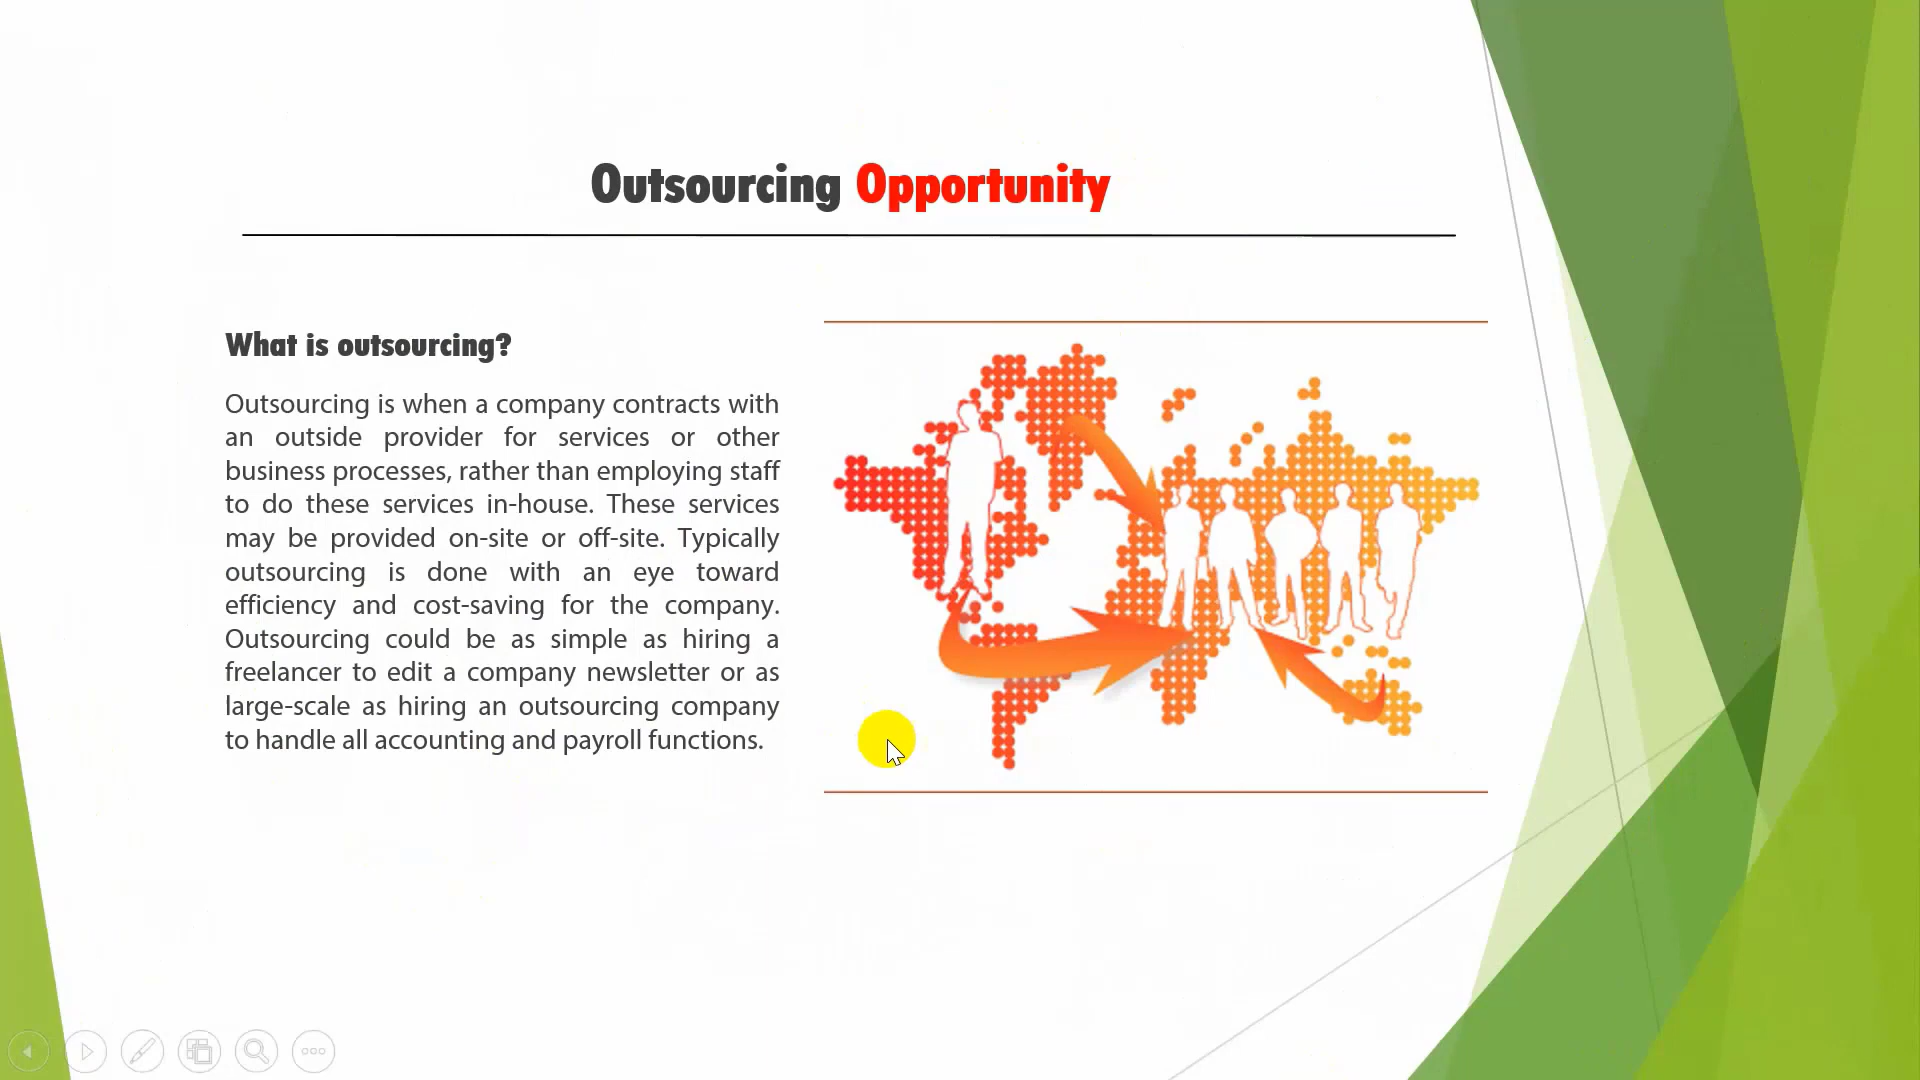 Outsourcing Opportunity
What is outsourcing?
Outsourcing is when a company contracts with
an outside provider for services or other
business processes, rather than employing staff
to do these services in-house. These services
may be provided on-site or off-site. Typically
outsourcing is done with an eye toward
efficiency and cost-saving for the company.
Outsourcing could be as simple as hiring a
freelancer to edit a company newsletter or as
large-scale as hiring an outsourcing company
to handle all accounting and payroll functions.